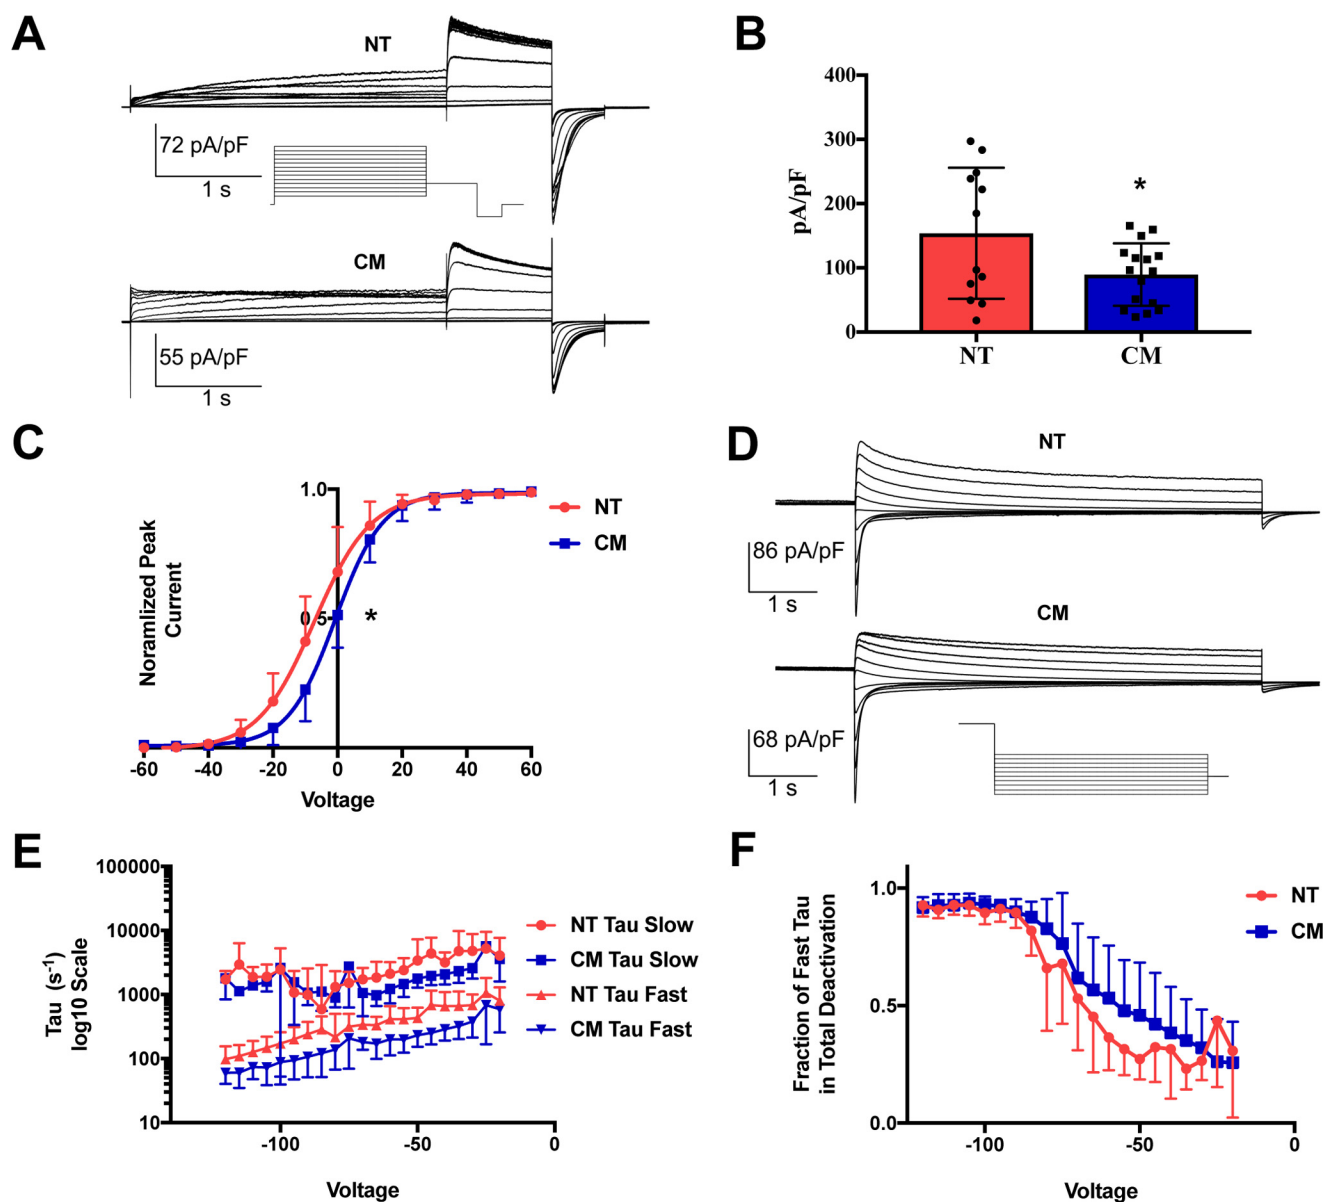 A
NT
72 pA/pF
1 s
CM
55 pA/pF
1 s
B
pA/pF
400
300
200
100
0
*
NT
CM
C
Noramlized Peak
Current
1.0
0.5
*
-60
-40
-20
0
20
40
60
Voltage
NT
CM
D
NT
86 pA/pF
1 s
CM
68 pA/pF
1 s
E
Tau (s-1)
log10 Scale
100000
10000
1000
100
10
-100
-50
0
Voltage
NT Tau Slow
CM Tau Slow
NT Tau Fast
CM Tau Fast
F
Fraction of Fast Tau
in Total Deactivation
1.0
0.5
0.0
-100
-50
0
Voltage
NT
CM